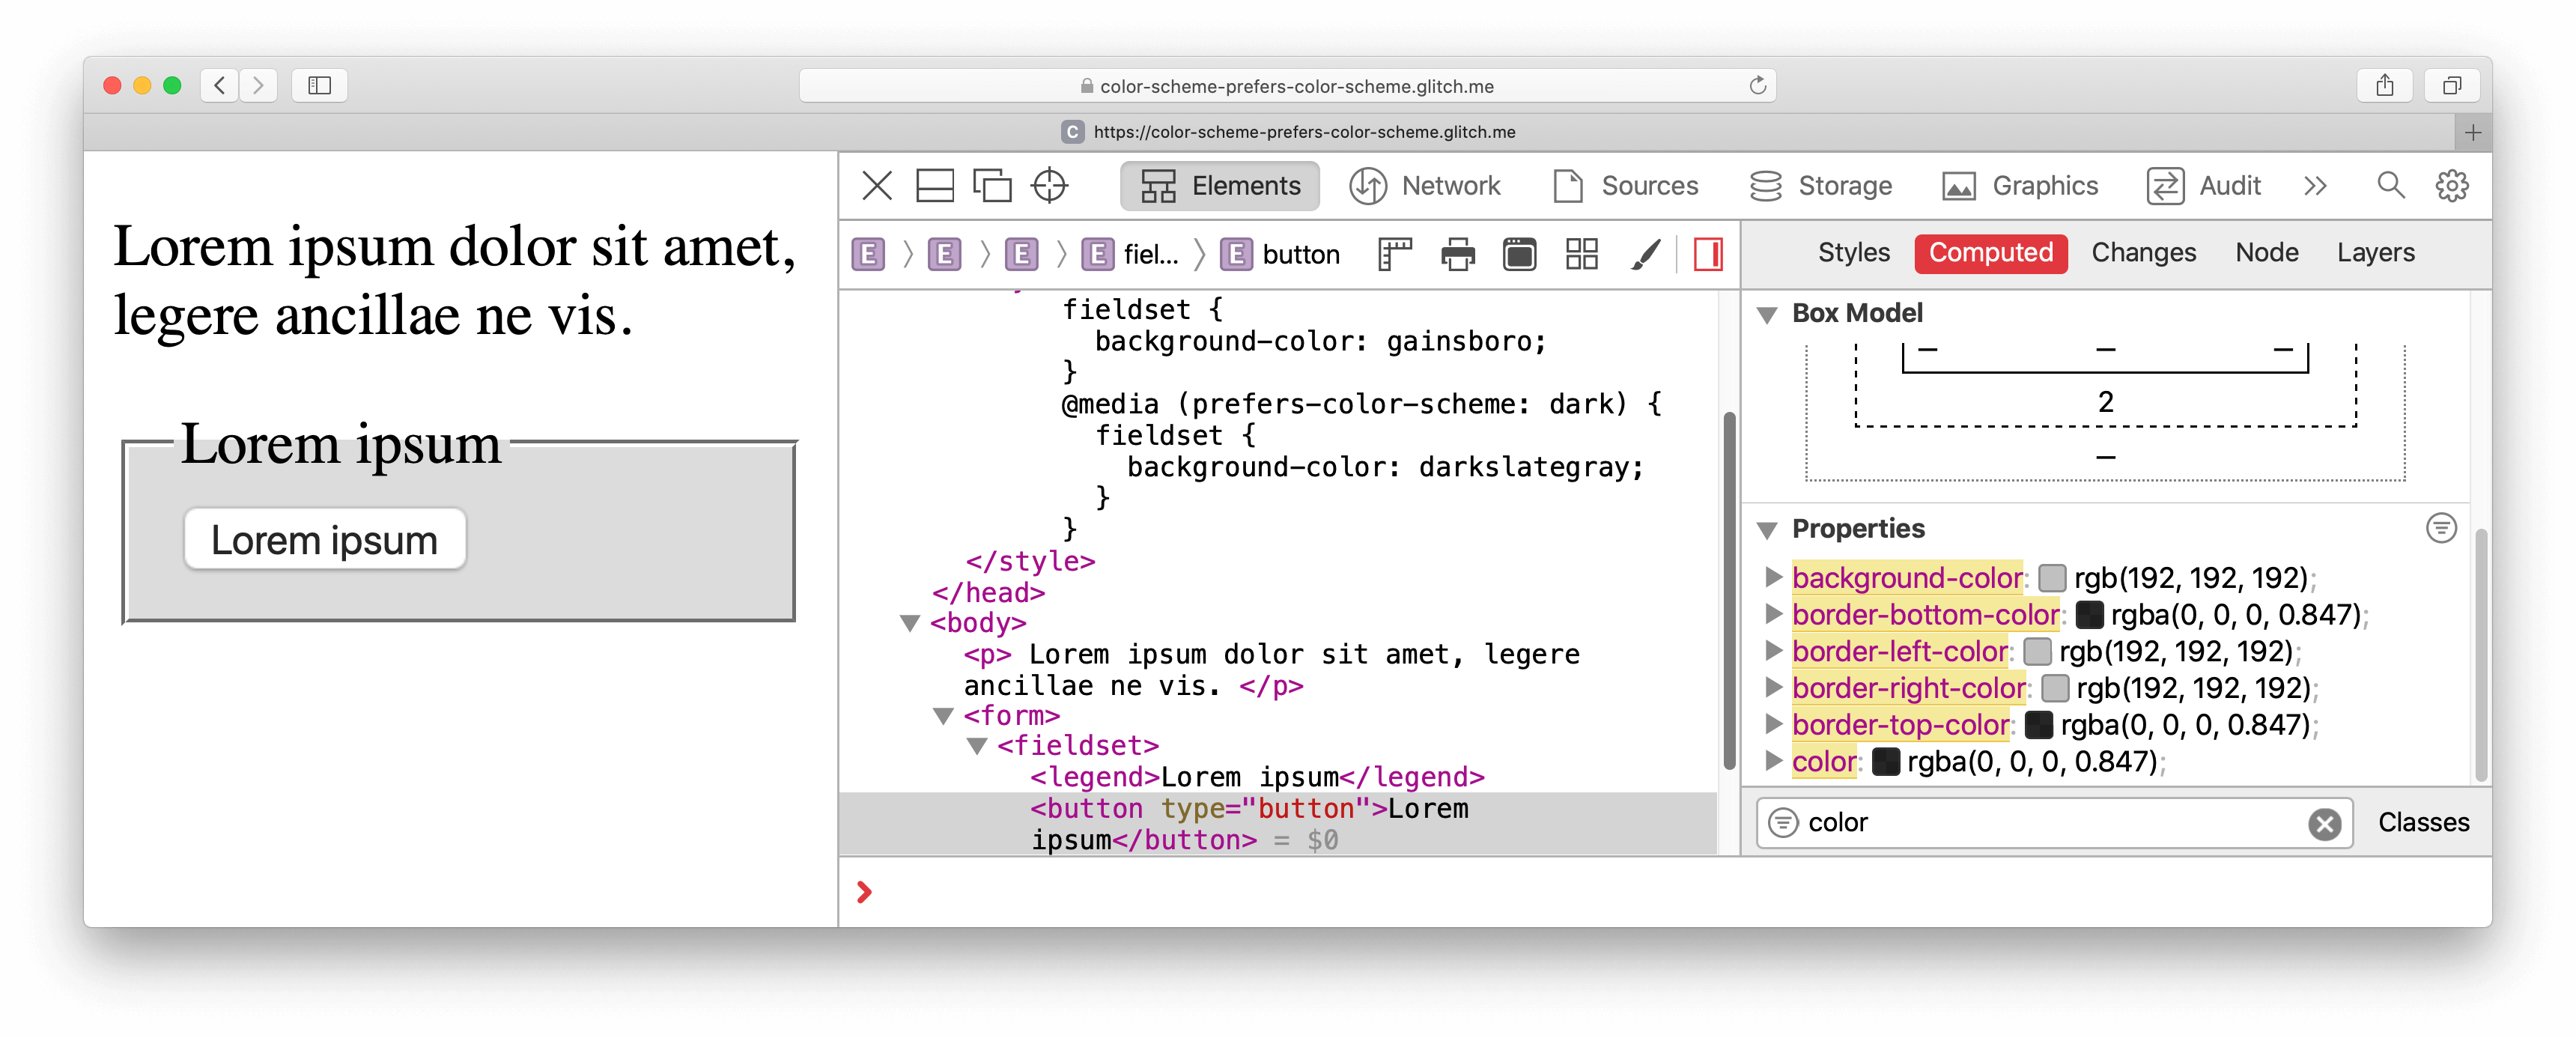 color-scheme-prefers-color-scheme.glitch.me
C https://color-scheme-prefers-color-scheme.glitch.me
Lorem ipsum dolor sit amet,
legere ancillae ne vis.
Lorem ipsum
Lorem ipsum
Elements Network Sources Storage Graphics Audit
E E E E fiel... E button
fieldset {
background-color: gainsboro;
}
@media (prefers-color-scheme: dark) {
fieldset {
background-color: darkslategray;
}
}
</style>
</head>
<body>
<p> Lorem ipsum dolor sit amet, legere
ancillae ne vis. </p>
<form>
<fieldset>
<legend>Lorem ipsum</legend>
<button type="button">Lorem
ipsum</button> = $0
Styles Computed Changes Node Layers
Box Model
– – –
2
–
Properties
background-color: rgb(192, 192, 192);
border-bottom-color: rgba(0, 0, 0, 0.847);
border-left-color: rgb(192, 192, 192);
border-right-color: rgb(192, 192, 192);
border-top-color: rgba(0, 0, 0, 0.847);
color: rgba(0, 0, 0, 0.847);
color Classes